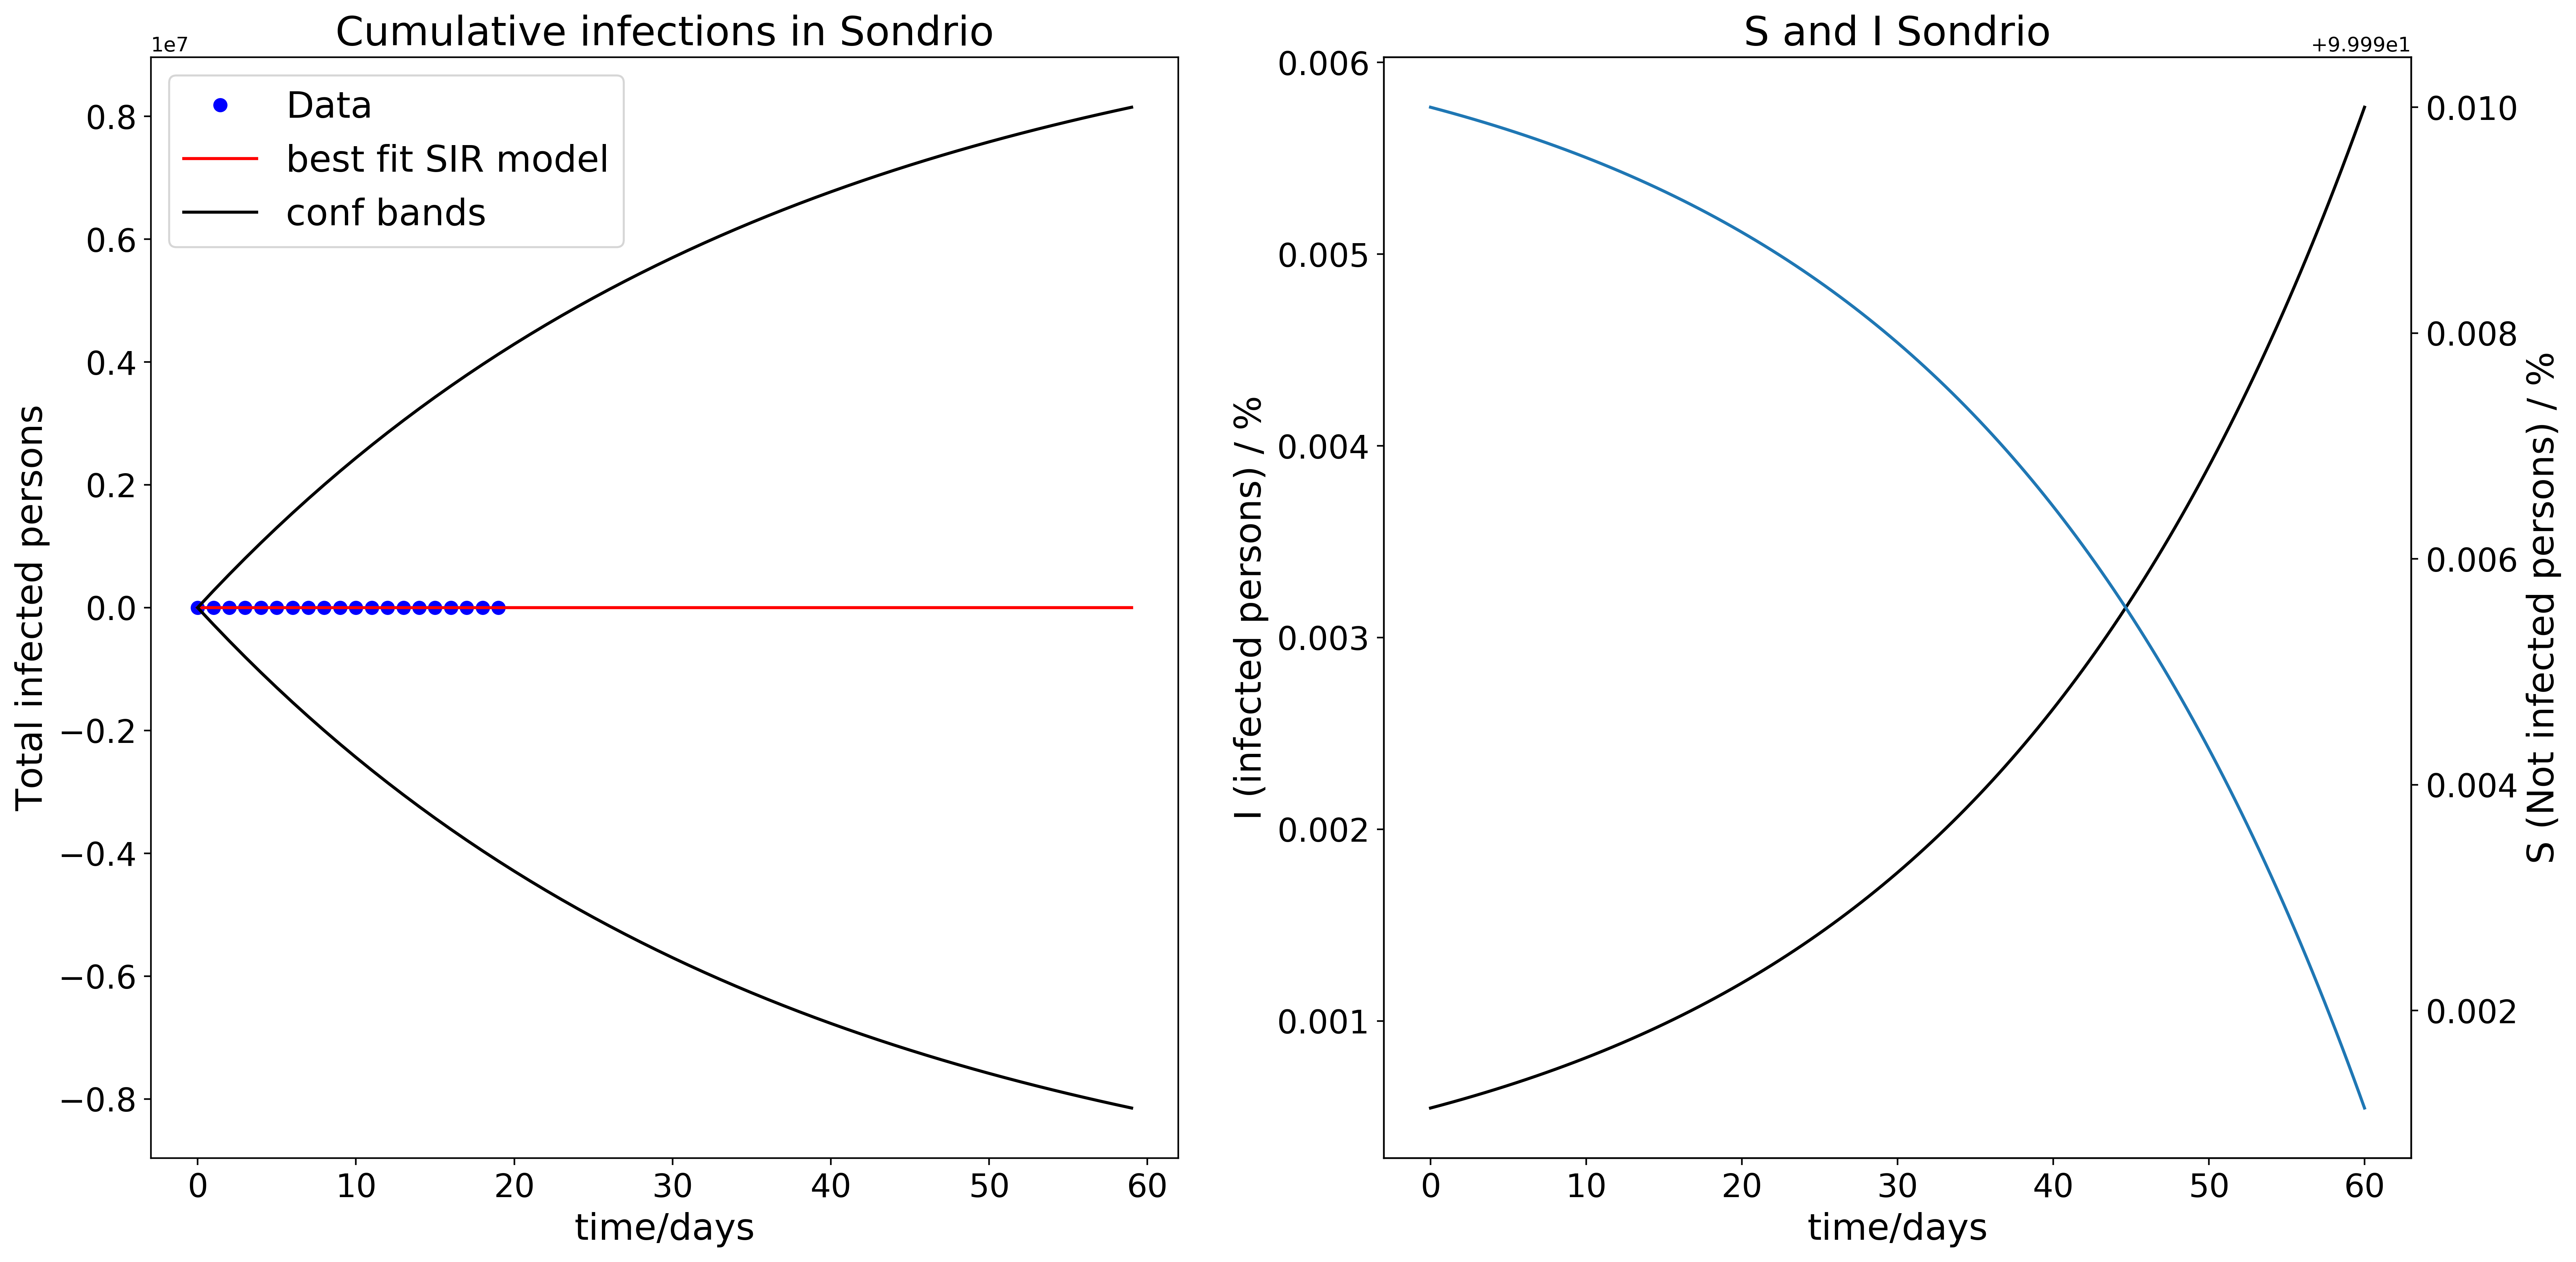 Cumulative infections in Sondrio
1e7
Data
best fit SIR model
conf bands
0.8
0.6
0.4
0.2
0.0
−0.2
−0.4
−0.6
−0.8
Total infected persons
0 10 20 30 40 50 60
time/days
S and I Sondrio
+9.999e1
0.006
0.005
0.004
0.003
0.002
0.001
I (infected persons) / %
0.010
0.008
0.006
0.004
0.002
S (Not infected persons) / %
0 10 20 30 40 50 60
time/days